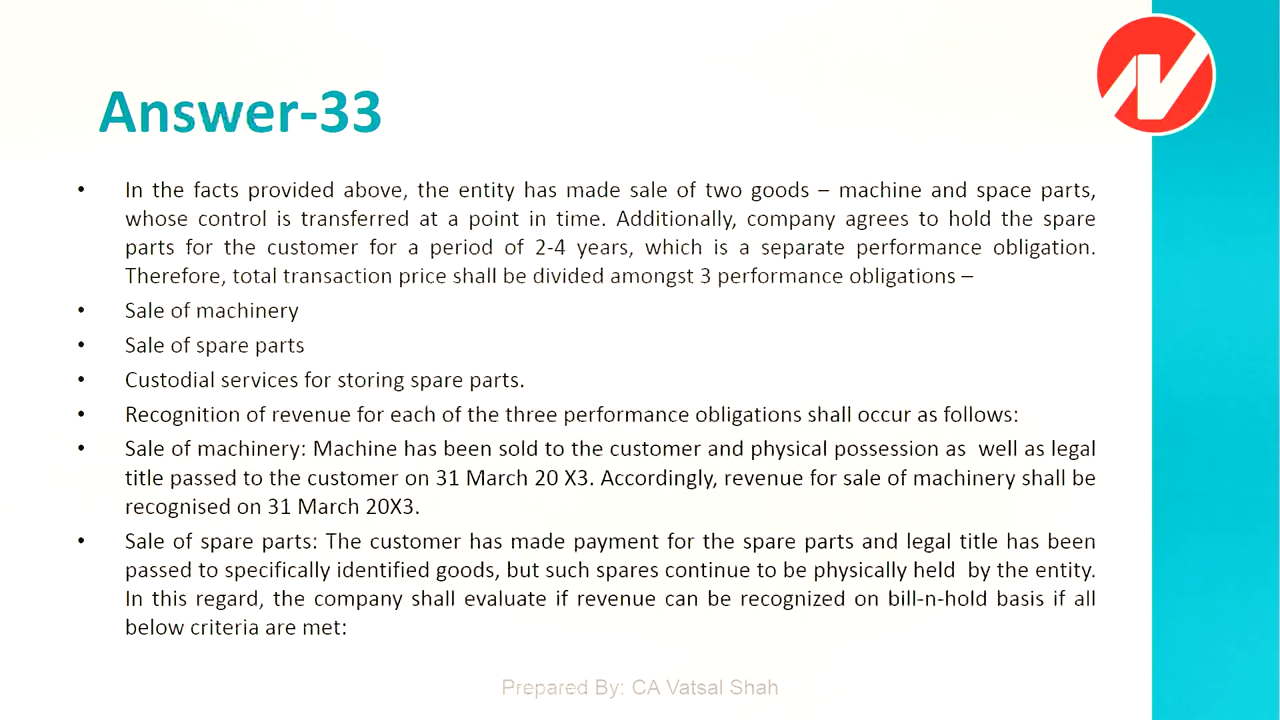 Answer-33
• In the facts provided above, the entity has made sale of two goods – machine and space parts,
whose control is transferred at a point in time. Additionally, company agrees to hold the spare
parts for the customer for a period of 2-4 years, which is a separate performance obligation.
Therefore, total transaction price shall be divided amongst 3 performance obligations –
• Sale of machinery
• Sale of spare parts
• Custodial services for storing spare parts.
• Recognition of revenue for each of the three performance obligations shall occur as follows:
• Sale of machinery: Machine has been sold to the customer and physical possession as well as legal
title passed to the customer on 31 March 20 X3. Accordingly, revenue for sale of machinery shall be
recognised on 31 March 20X3.
• Sale of spare parts: The customer has made payment for the spare parts and legal title has been
passed to specifically identified goods, but such spares continue to be physically held by the entity.
In this regard, the company shall evaluate if revenue can be recognized on bill-n-hold basis if all
below criteria are met:
Prepared By: CA Vatsal Shah